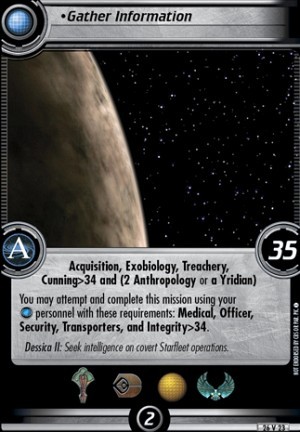 •Gather Information
A
35
Acquisition, Exobiology, Treachery,
Cunning>34 and (2 Anthropology or a Yridian)
You may attempt and complete this mission using your
personnel with these requirements: Medical, Officer,
Security, Transporters, and Integrity>34.
Dessica II: Seek intelligence on covert Starfleet operations.
2